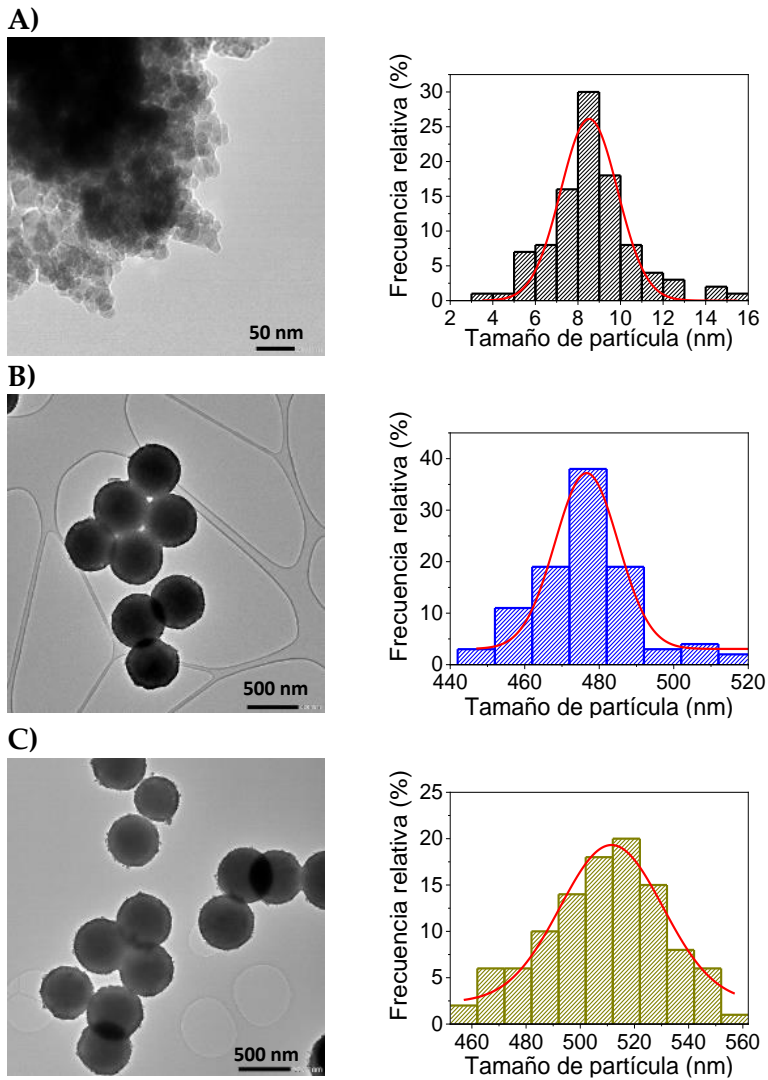 A)
50 nm
Frecuencia relativa (%)
30
25
20
15
10
5
0
2 4 6 8 10 12 14 16
Tamaño de partícula (nm)
B)
500 nm
Frecuencia relativa (%)
40
30
20
10
0
440 460 480 500 520
Tamaño de partícula (nm)
C)
500 nm
Frecuencia relativa (%)
25
20
15
10
5
0
460 480 500 520 540 560
Tamaño de partícula (nm)